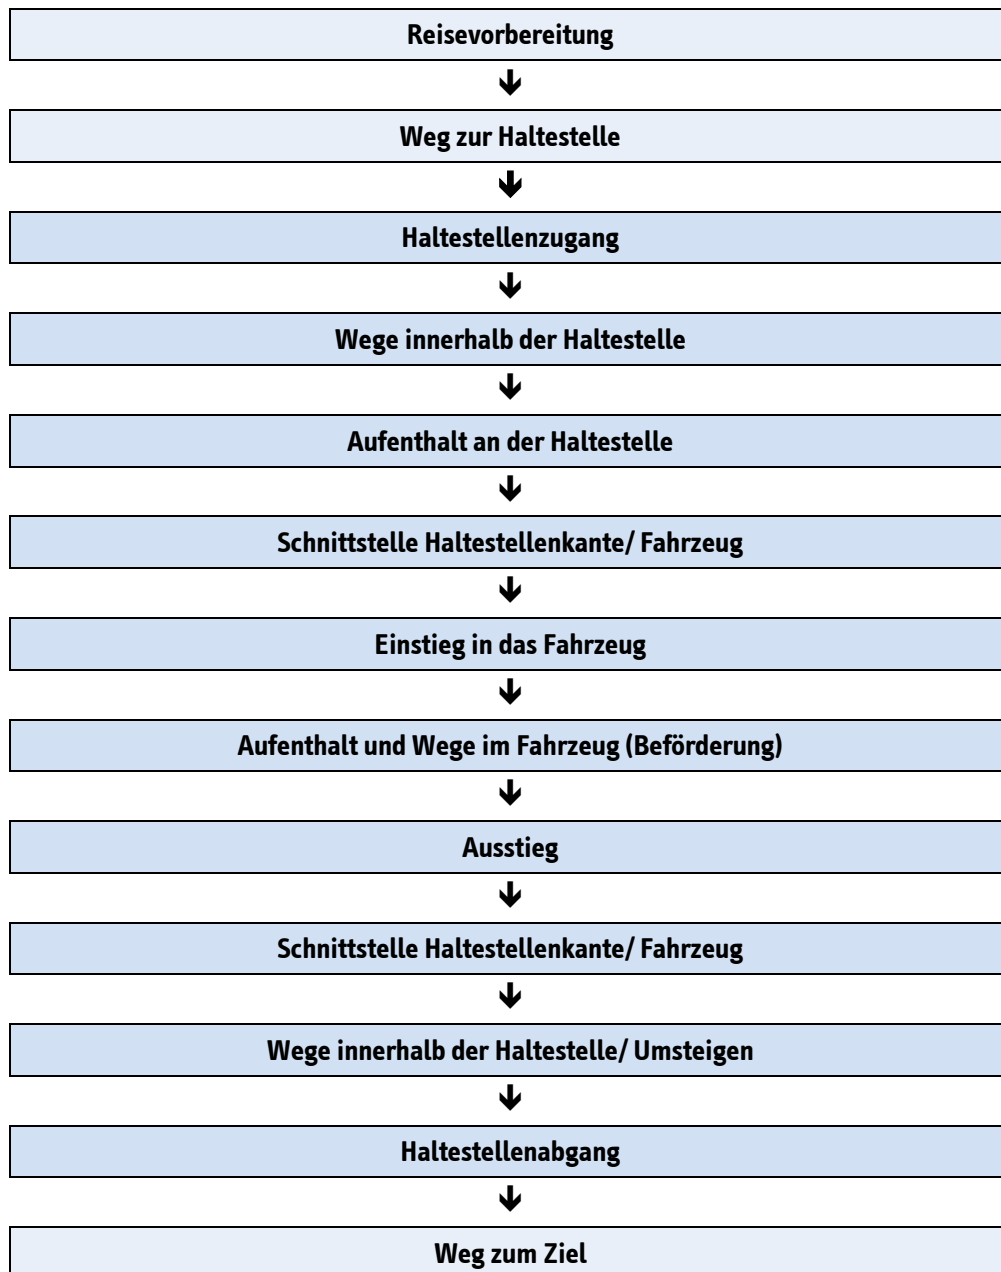 Reisevorbereitung
Weg zur Haltestelle
Haltestellenzugang
Wege innerhalb der Haltestelle
Aufenthalt an der Haltestelle
Schnittstelle Haltestellenkante/ Fahrzeug
Einstieg in das Fahrzeug
Aufenthalt und Wege im Fahrzeug (Beförderung)
Ausstieg
Schnittstelle Haltestellenkante/ Fahrzeug
Wege innerhalb der Haltestelle/ Umsteigen
Haltestellenabgang
Weg zum Ziel